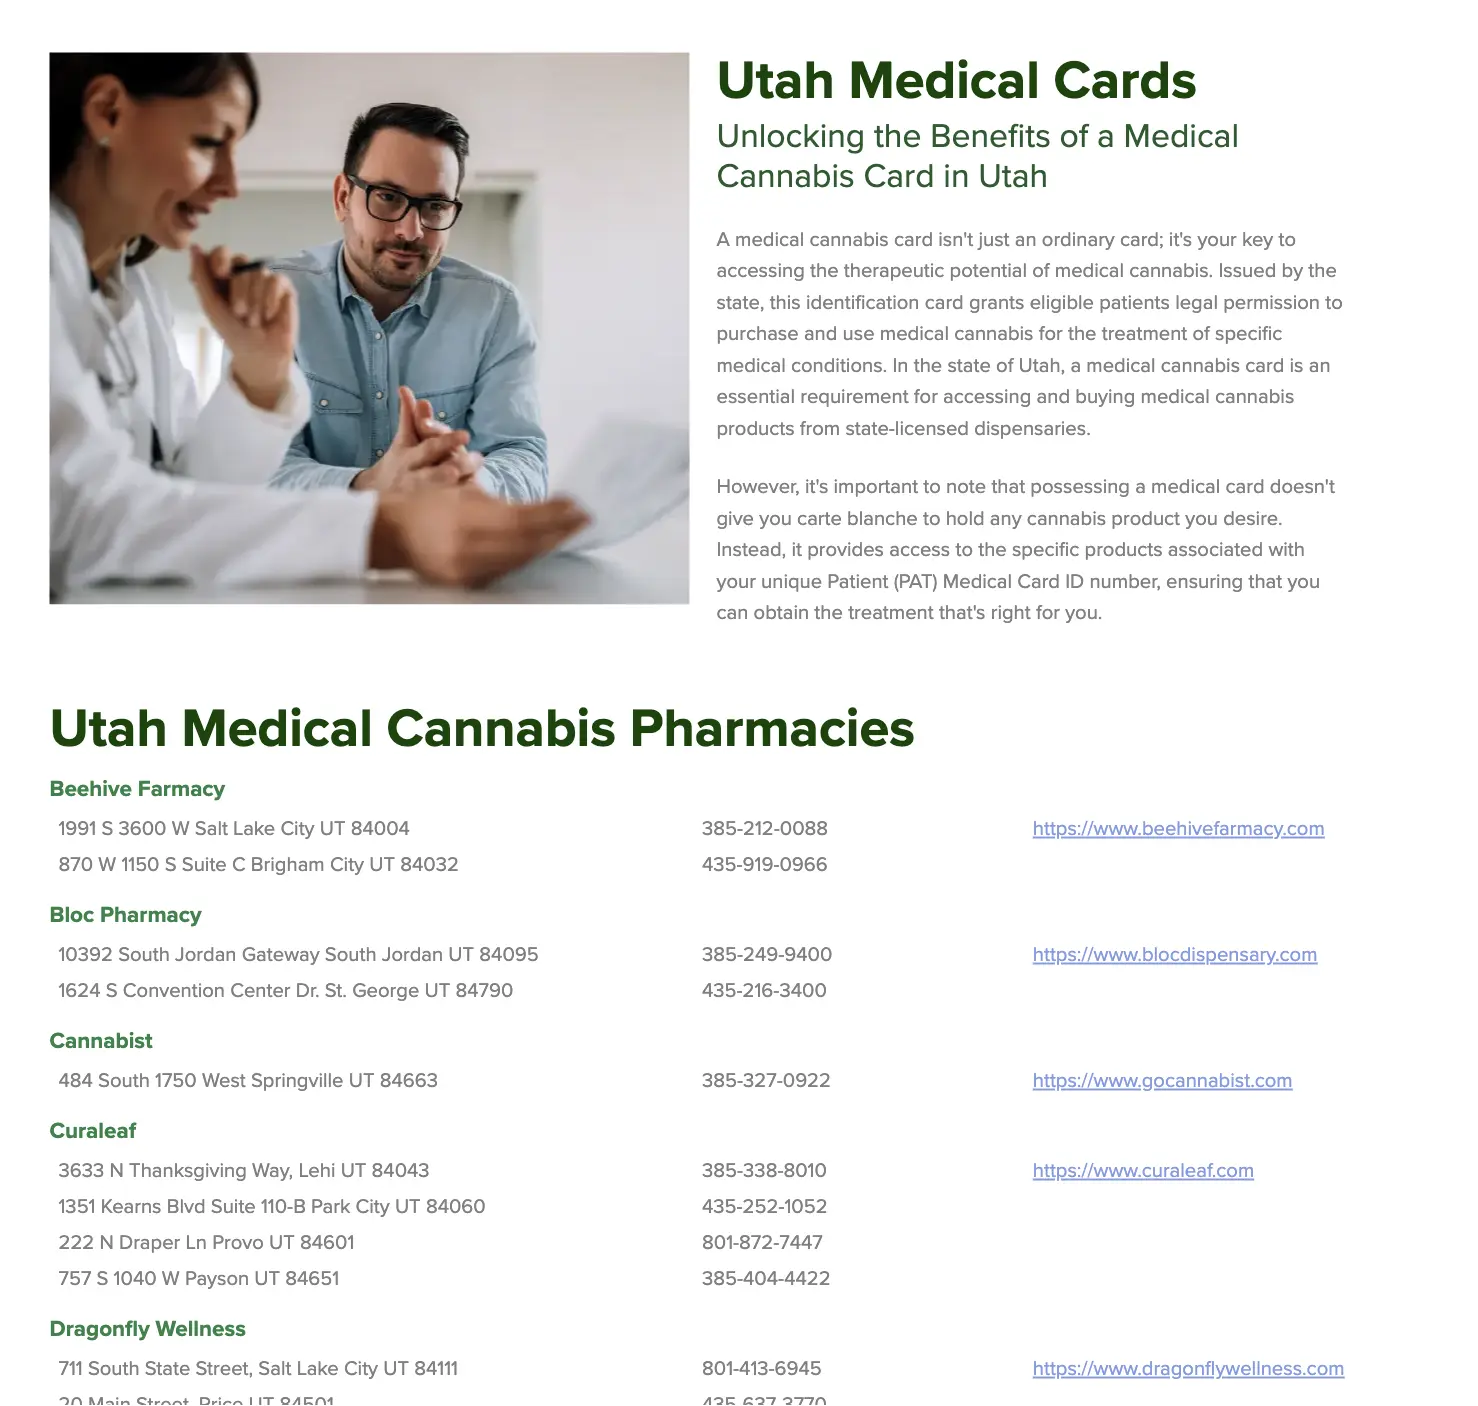 Utah Medical Cards
Unlocking the Benefits of a Medical
Cannabis Card in Utah
A medical cannabis card isn't just an ordinary card; it's your key to
accessing the therapeutic potential of medical cannabis. Issued by the
state, this identification card grants eligible patients legal permission to
purchase and use medical cannabis for the treatment of specific
medical conditions. In the state of Utah, a medical cannabis card is an
essential requirement for accessing and buying medical cannabis
products from state-licensed dispensaries.
However, it's important to note that possessing a medical card doesn't
give you carte blanche to hold any cannabis product you desire.
Instead, it provides access to the specific products associated with
your unique Patient (PAT) Medical Card ID number, ensuring that you
can obtain the treatment that's right for you.
Utah Medical Cannabis Pharmacies
Beehive Farmacy
1991 S 3600 W Salt Lake City UT 84004 385-212-0088 https://www.beehivefarmacy.com
870 W 1150 S Suite C Brigham City UT 84032 435-919-0966
Bloc Pharmacy
10392 South Jordan Gateway South Jordan UT 84095 385-249-9400 https://www.blocdispensary.com
1624 S Convention Center Dr. St. George UT 84790 435-216-3400
Cannabist
484 South 1750 West Springville UT 84663 385-327-0922 https://www.gocannabist.com
Curaleaf
3633 N Thanksgiving Way, Lehi UT 84043 385-338-8010 https://www.curaleaf.com
1351 Kearns Blvd Suite 110-B Park City UT 84060 435-252-1052
222 N Draper Ln Provo UT 84601 801-872-7447
757 S 1040 W Payson UT 84651 385-404-4422
Dragonfly Wellness
711 South State Street, Salt Lake City UT 84111 801-413-6945 https://www.dragonflywellness.com
20 Main Street, Price UT 84501 435-637-3770